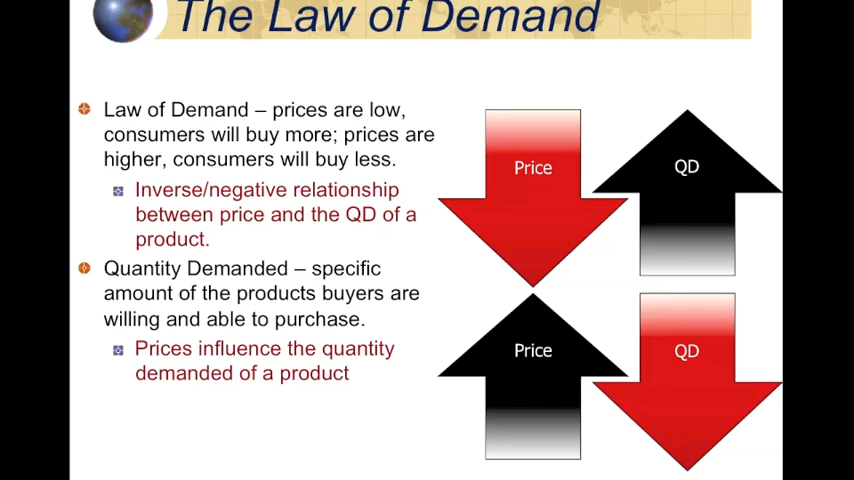 The Law of Demand
Law of Demand – prices are low,
consumers will buy more; prices are
higher, consumers will buy less.
Inverse/negative relationship
between price and the QD of a
product.
Quantity Demanded – specific
amount of the products buyers are
willing and able to purchase.
Prices influence the quantity
demanded of a product
Price
QD
Price
QD